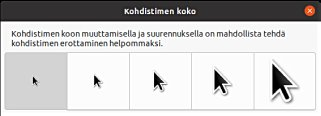 Kohdistimen koko
Kohdistimen koon muuttamisella ja suurennuksella on mahdollista tehdä
kohdistimen erottaminen helpommaksi.